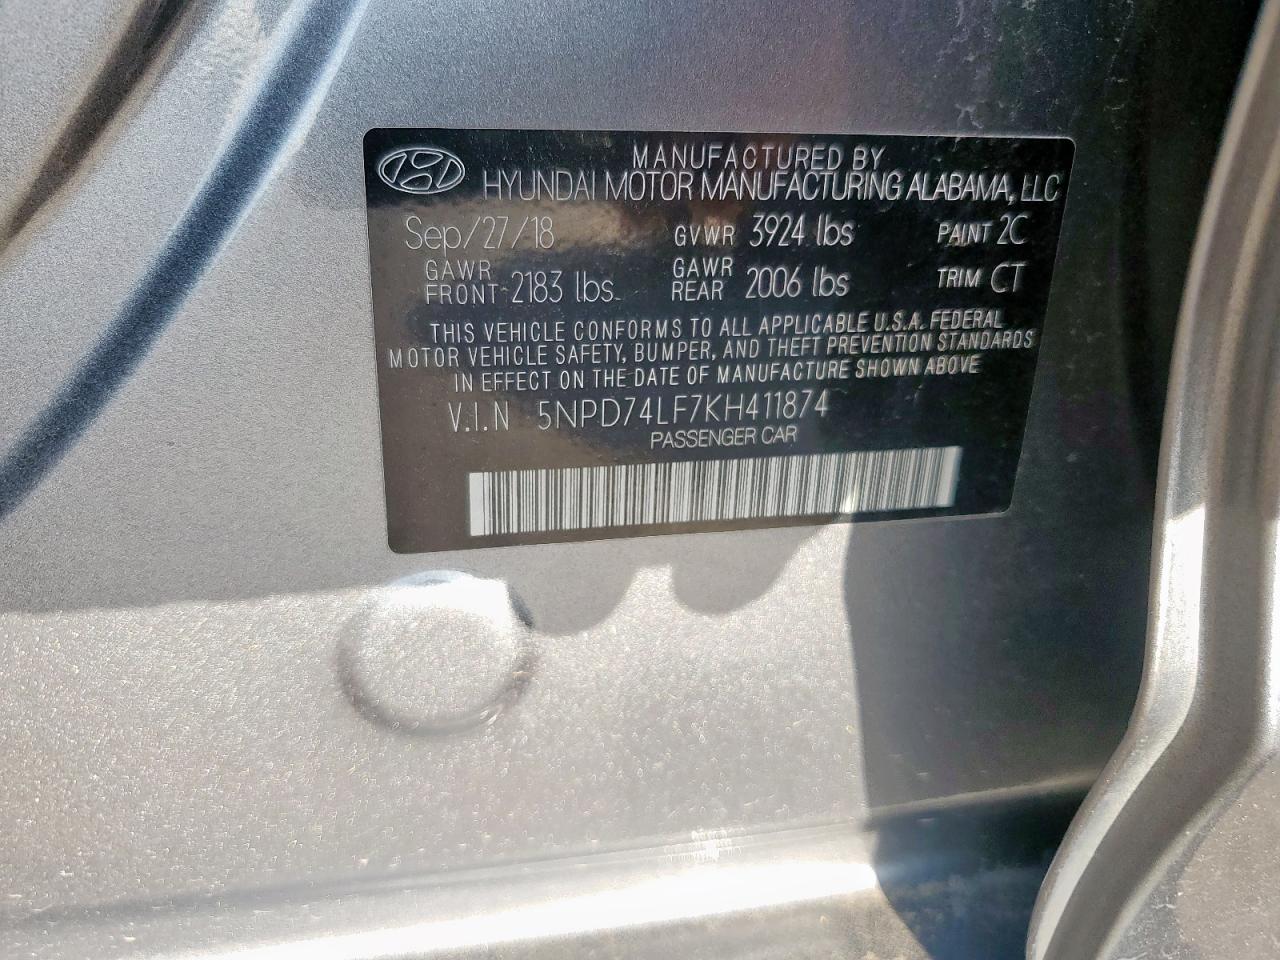 MANUFACTURED BY
HYUNDAI MOTOR MANUFACTURING ALABAMA, LLC
Sep/27/18 GVWR 3924 lbs PAINT 2C
GAWR FRONT 2183 lbs GAWR REAR 2006 lbs TRIM CT
THIS VEHICLE CONFORMS TO ALL APPLICABLE U.S.A. FEDERAL
MOTOR VEHICLE SAFETY, BUMPER, AND THEFT PREVENTION STANDARDS
IN EFFECT ON THE DATE OF MANUFACTURE SHOWN ABOVE
V.I.N 5NPD74LF7KH411874
PASSENGER CAR